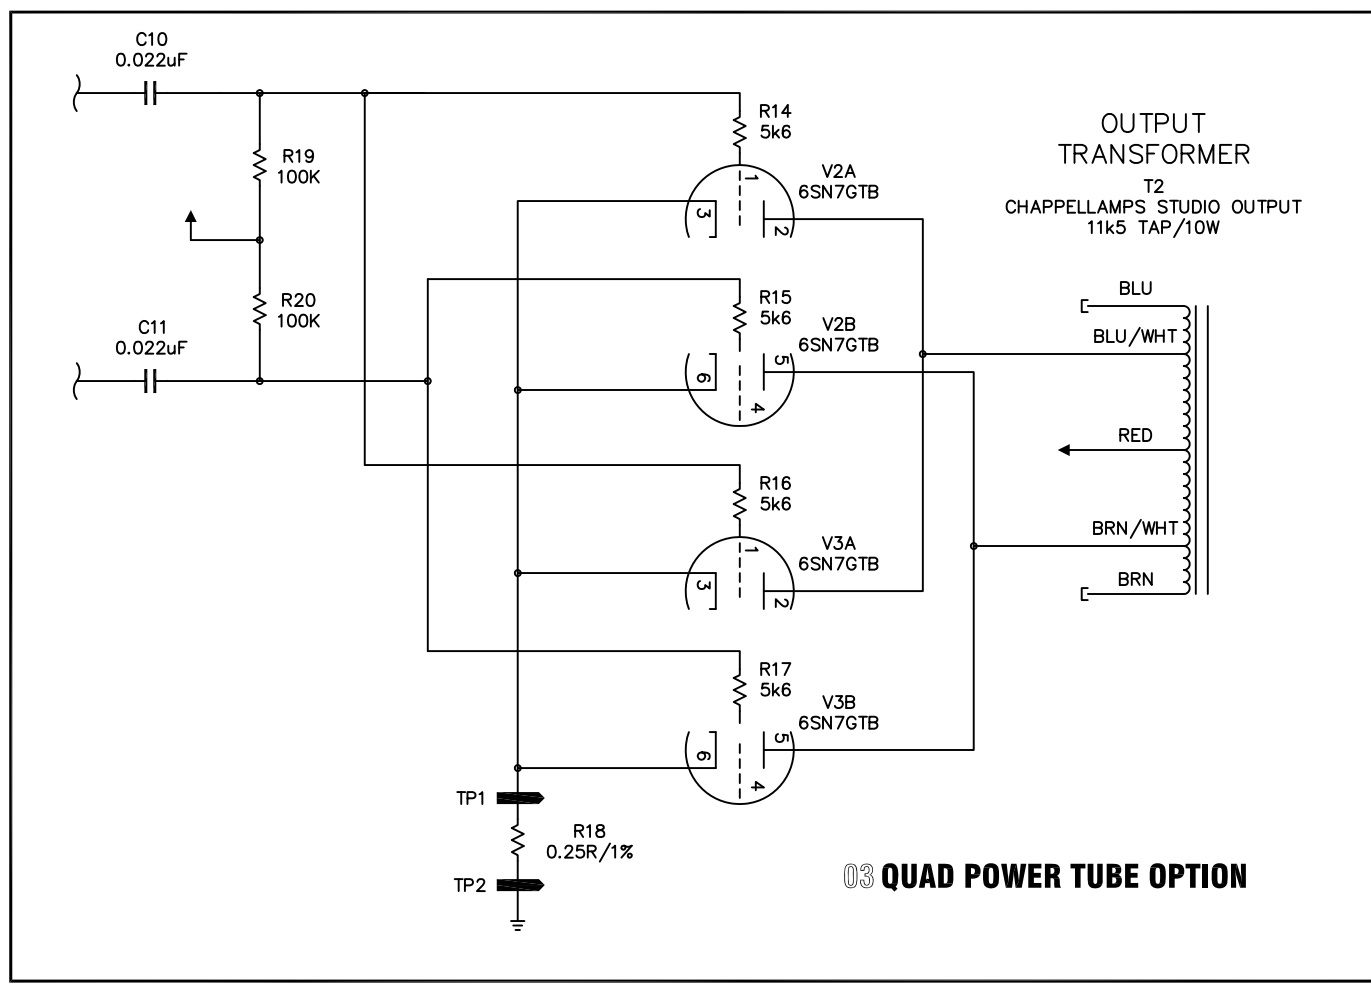 C10
0.022uF
R19
100K
R20
100K
C11
0.022uF
R14
5k6
V2A
6SN7GTB
1
3
2
R15
5k6
V2B
6SN7GTB
5
6
4
R16
5k6
V3A
6SN7GTB
1
3
2
R17
5k6
V3B
6SN7GTB
5
6
4
TP1
R18
0.25R/1%
TP2
OUTPUT
TRANSFORMER
T2
CHAPPELLAMPS STUDIO OUTPUT
11k5 TAP/10W
BLU
BLU/WHT
RED
BRN/WHT
BRN
03 QUAD POWER TUBE OPTION